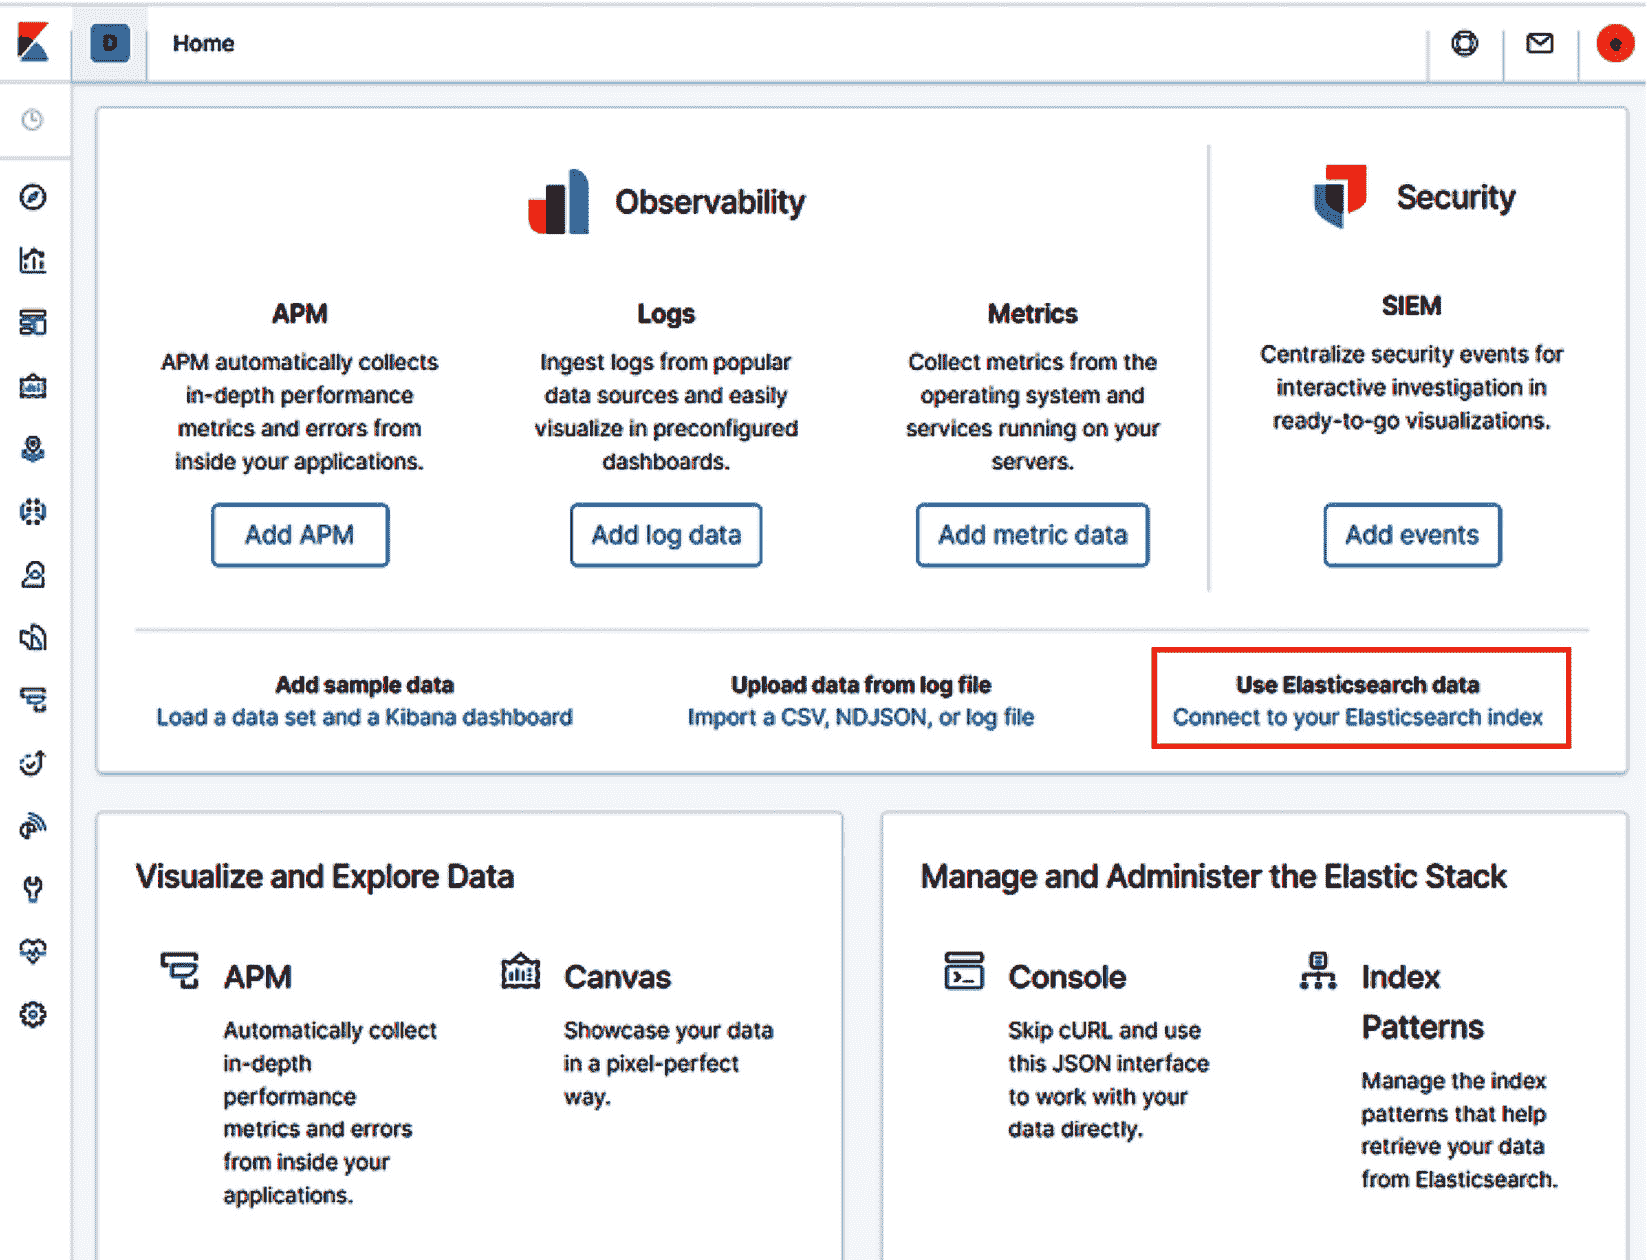 D
Home
e
Observability
Security
APM
APM automatically collects
in-depth performance
metrics and errors from
inside your applications.
Add APM
Logs
Ingest logs from popular
data sources and easily
visualize in preconfigured
dashboards.
Add log data
Metrics
Collect metrics from the
operating system and
services running on your
servers.
Add metric data
SIEM
Centralize security events for
interactive investigation in
ready-to-go visualizations.
Add events
Add sample data
Load a data set and a Kibana dashboard
Upload data from log file
Import a CSV, NDJSON, or log file
Use Elasticsearch data
Connect to your Elasticsearch index
Visualize and Explore Data
APM
Automatically collect
in-depth
performance
metrics and errors
from inside your
applications.
Canvas
Showcase your data
in a pixel-perfect
way.
Manage and Administer the Elastic Stack
Console
Skip cURL and use
this JSON interface
to work with your
data directly.
Index
Patterns
Manage the index
patterns that help
retrieve your data
from Elasticsearch.